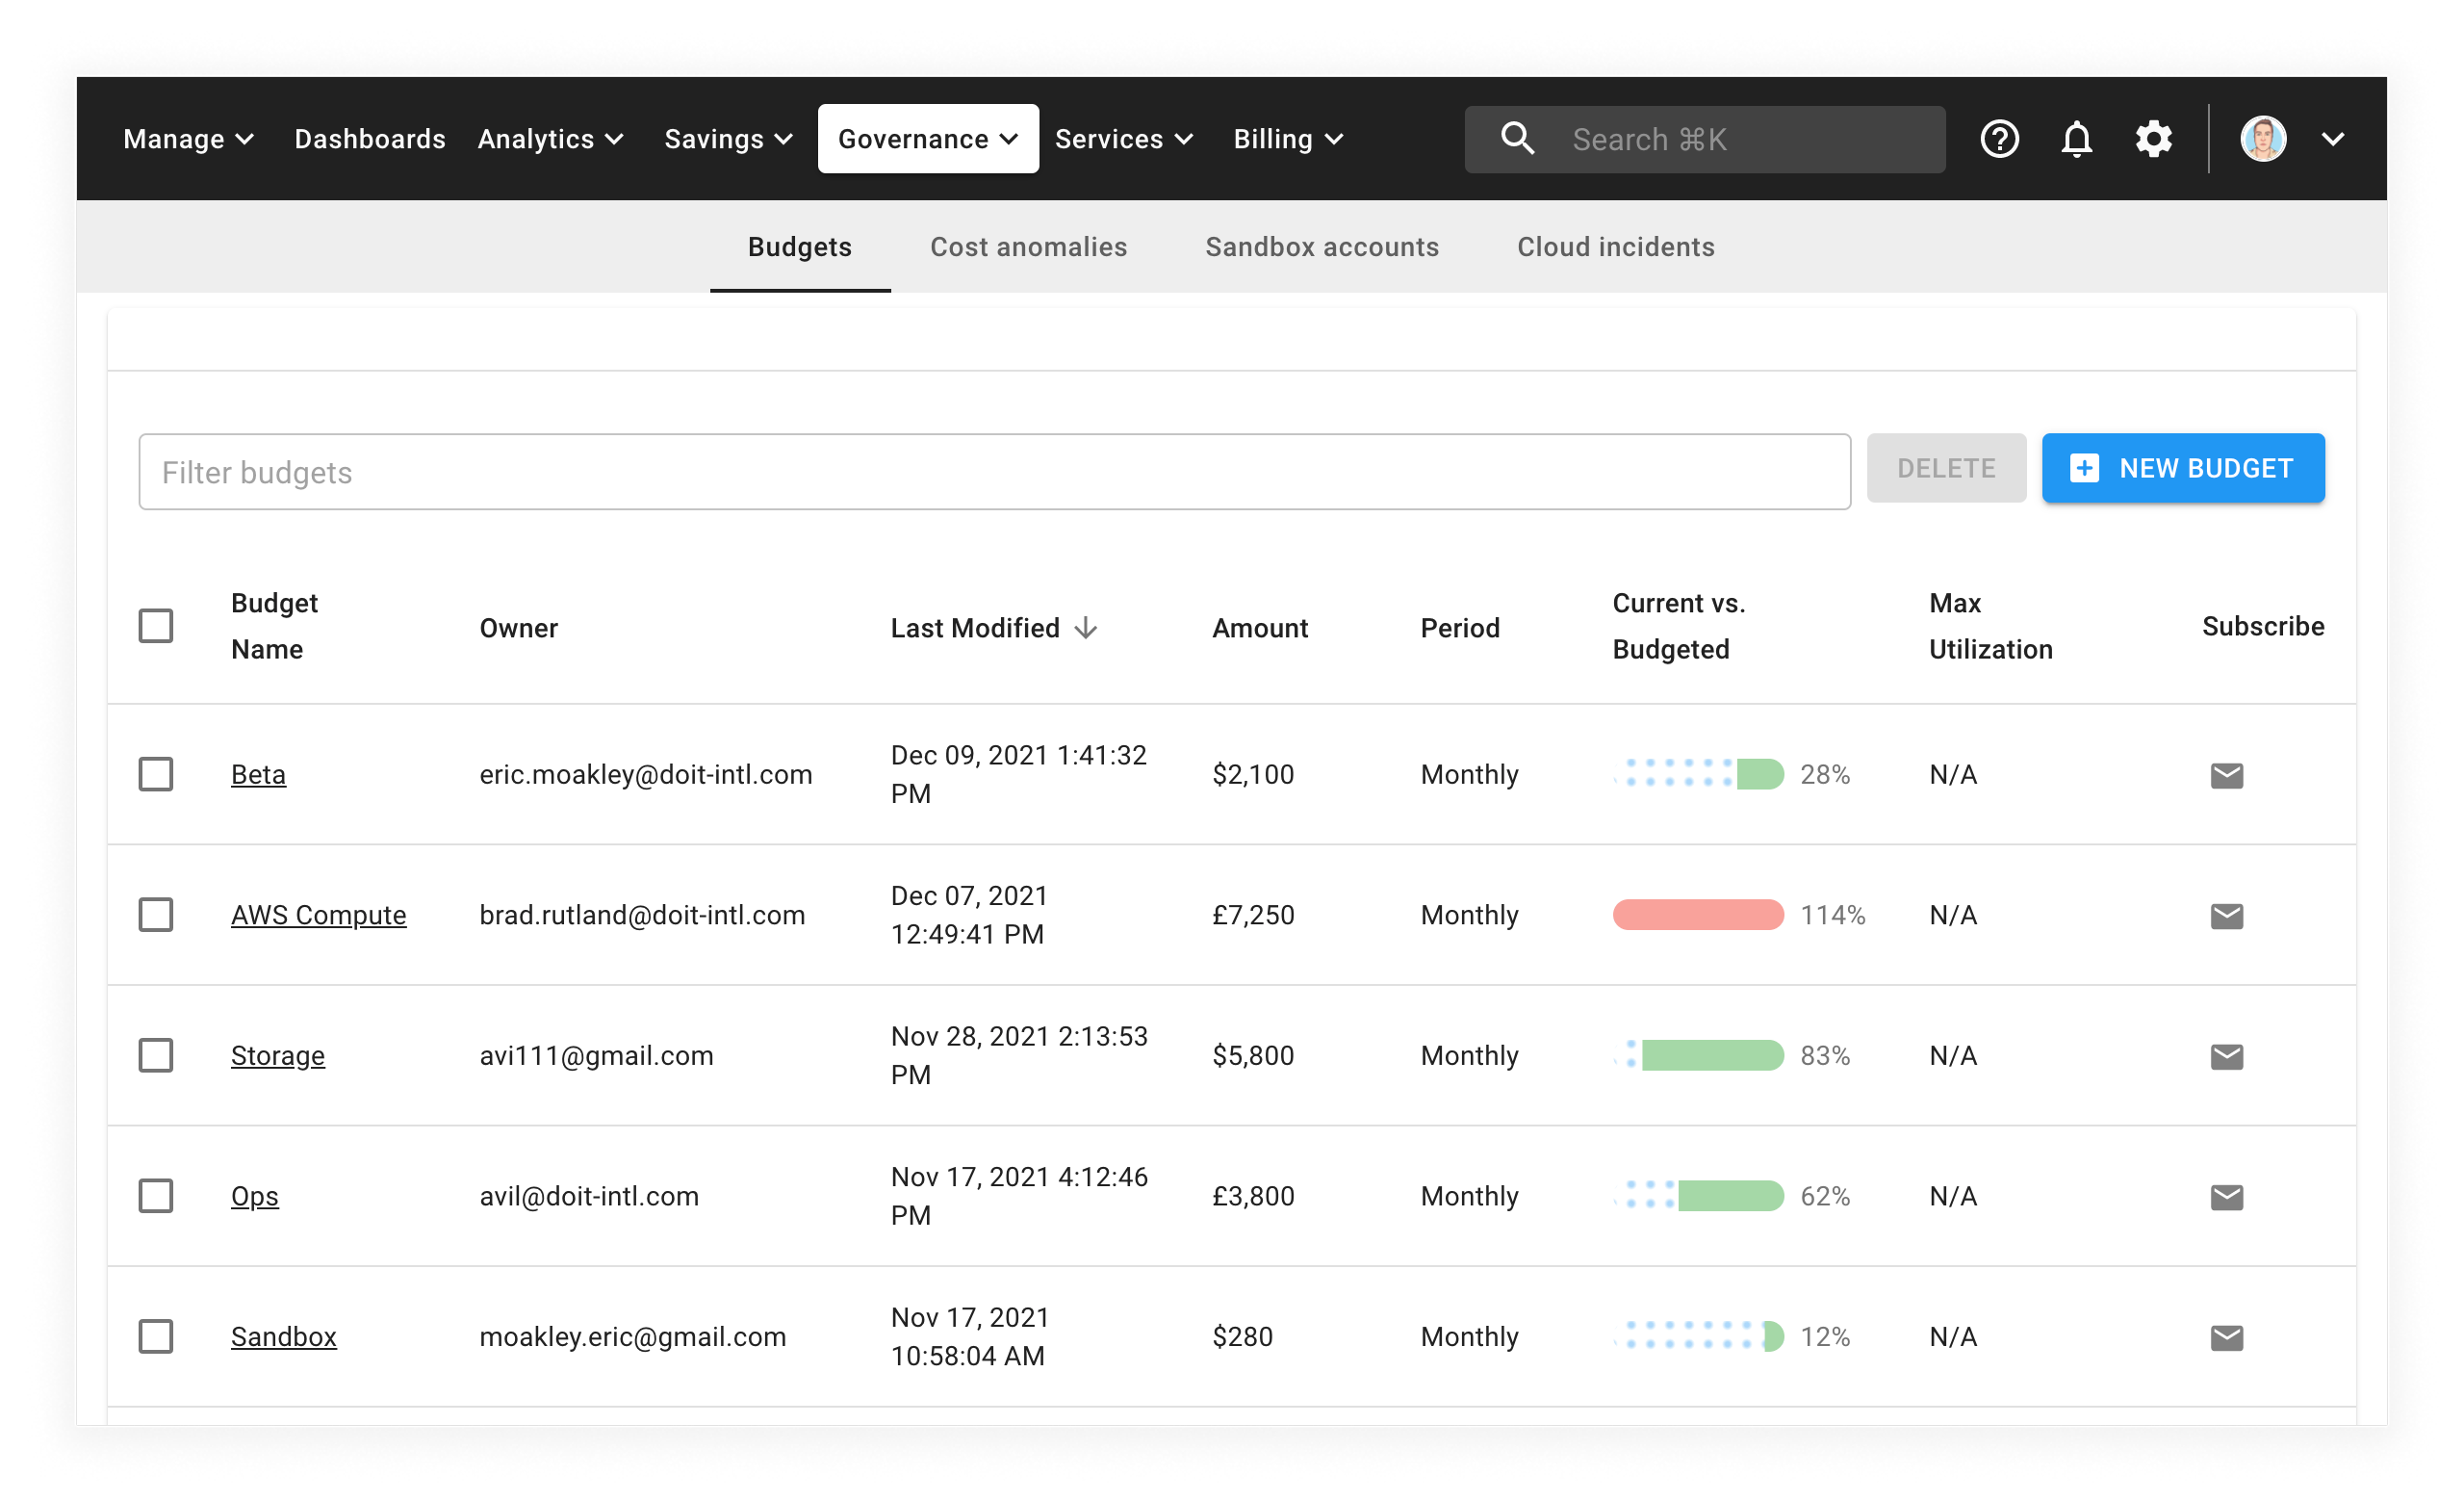 Manage Dashboards Analytics Savings Governance Services Billing Search ⌘K
Budgets Cost anomalies Sandbox accounts Cloud incidents
Filter budgets DELETE NEW BUDGET
Budget
Name
Owner
Last Modified
Amount
Period
Current vs.
Budgeted
Max
Utilization
Subscribe
Beta
eric.moakley@doit-intl.com
Dec 09, 2021 1:41:32
PM
$2,100
Monthly
28%
N/A
AWS Compute
brad.rutland@doit-intl.com
Dec 07, 2021
12:49:41 PM
£7,250
Monthly
114%
N/A
Storage
avi111@gmail.com
Nov 28, 2021 2:13:53
PM
$5,800
Monthly
83%
N/A
Ops
avil@doit-intl.com
Nov 17, 2021 4:12:46
PM
£3,800
Monthly
62%
N/A
Sandbox
moakley.eric@gmail.com
Nov 17, 2021
10:58:04 AM
$280
Monthly
12%
N/A